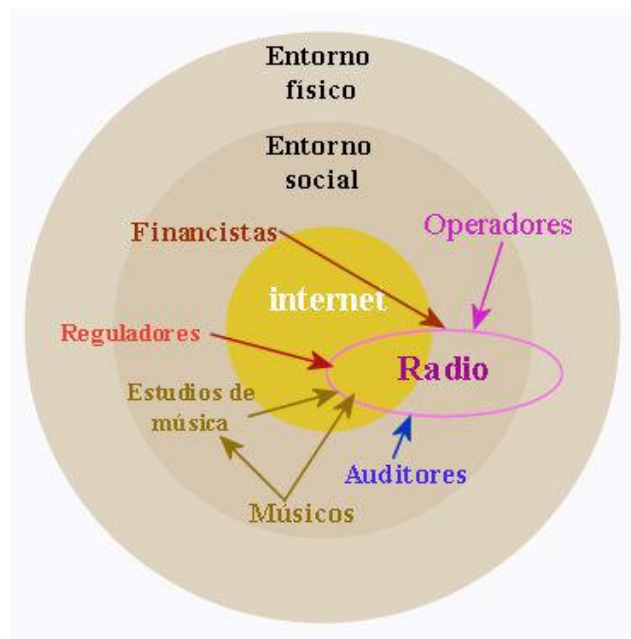 Entorno
físico
Entorno
social
Operadores
Financistas
internet
Reguladores
Radio
Estudios de
música
Auditores
Músicos